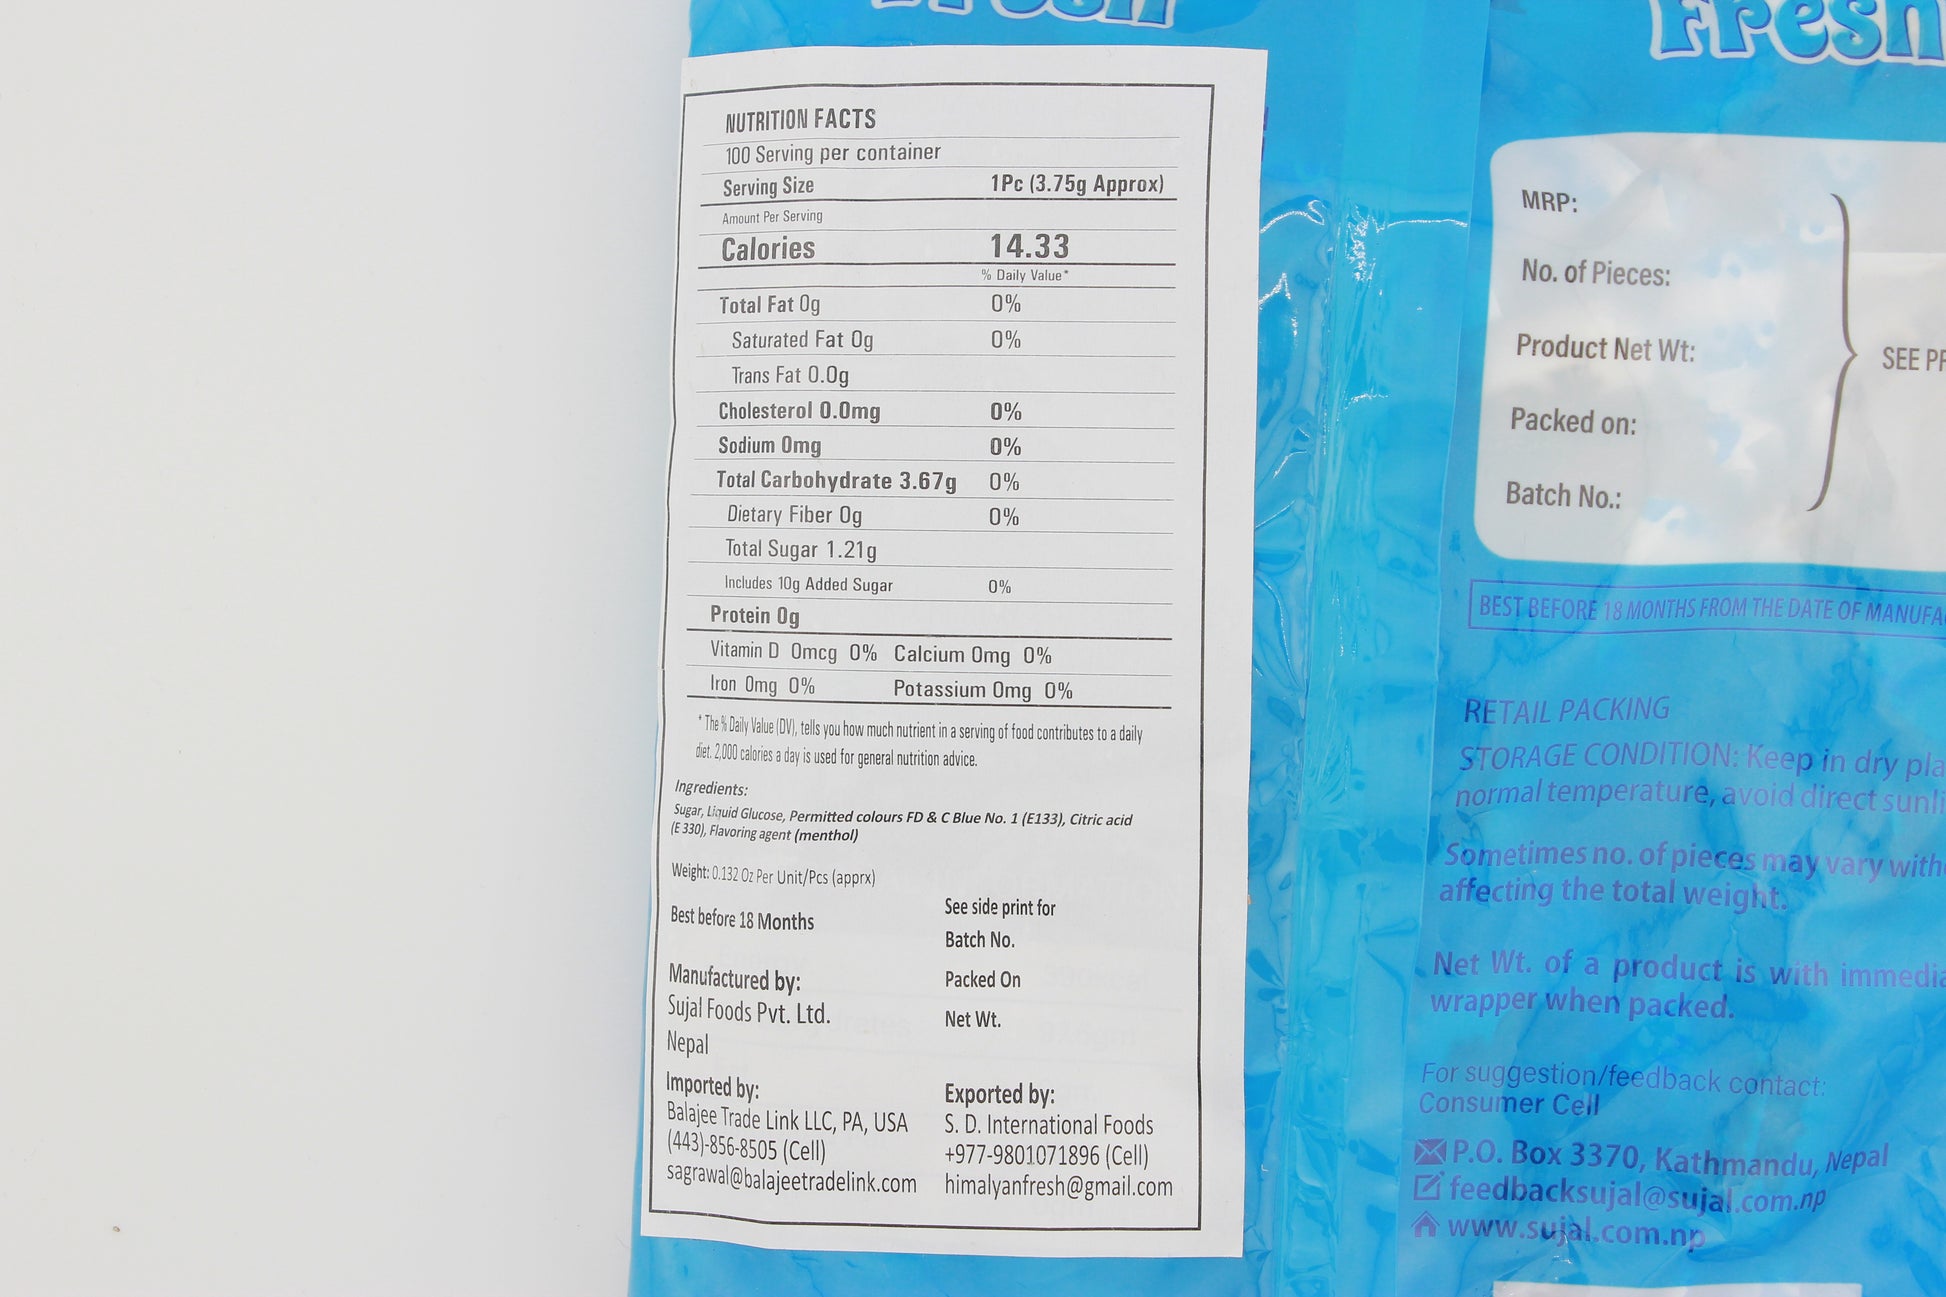 Fresh
NUTRITION FACTS
100 Serving per container
Serving Size 1Pc (3.75g Approx)
Amount Per Serving
Calories 14.33
% Daily Value*
Total Fat 0g 0%
Saturated Fat 0g 0%
Trans Fat 0.0g
Cholesterol 0.0mg 0%
Sodium 0mg 0%
Total Carbohydrate 3.67g 0%
Dietary Fiber 0g 0%
Total Sugar 1.21g
Includes 10g Added Sugar 0%
Protein 0g
Vitamin D 0mcg 0% Calcium 0mg 0%
Iron 0mg 0% Potassium 0mg 0%
* The % Daily Value (DV), tells you how much nutrient in a serving of food contributes to a daily
diet. 2,000 calories a day is used for general nutrition advice.
Ingredients:
Sugar, Liquid Glucose, Permitted colours FD & C Blue No. 1 (E133), Citric acid
(E 330), Flavoring agent (menthol)
Weight: 0.132 Oz Per Unit/Pcs (apprx)
Best before 18 Months
See side print for
Batch No.
Packed On
Net Wt.
Manufactured by:
Sujal Foods Pvt. Ltd.
Nepal
Imported by:
Balajee Trade Link LLC, PA, USA
(443)-856-8505 (Cell)
sagrawal@balajeetradelink.com
Exported by:
S. D. International Foods
+977-9801071896 (Cell)
himalyanfresh@gmail.com
Fresh
MRP:
No. of Pieces:
Product Net Wt:
Packed on:
Batch No.:
SEE
BEST BEFORE 18 MONTHS FROM THE DATE OF
RETAIL PACKING
STORAGE CONDITION: Keep in dry
normal temperature, avoid direct
Sometimes no. of pieces may vary
affecting the total weight.
Net Wt. of a product is with
wrapper when packed.
For suggestion/feedback contact:
Consumer Cell
P.O. Box 3370, Kathmandu, Nepal
feedbacksujal@sujal.com.np
www.sujal.com.np